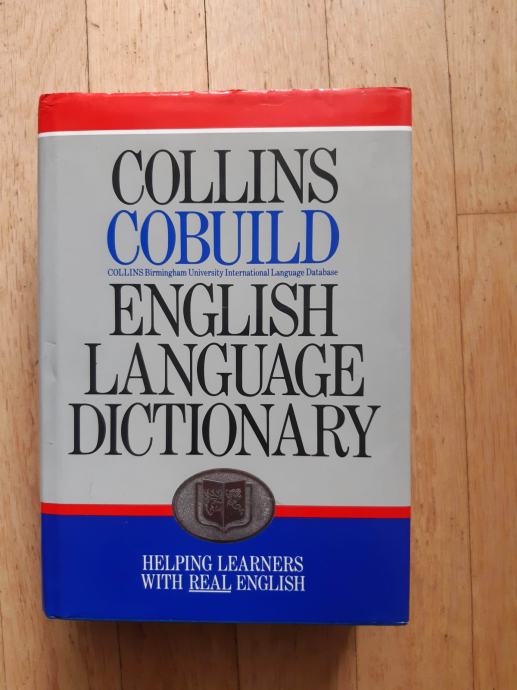 COLLINS
COBUILD
COLLINS Birmingham University International Language Database
ENGLISH
LANGUAGE
DICTIONARY
HELPING LEARNERS
WITH REAL ENGLISH